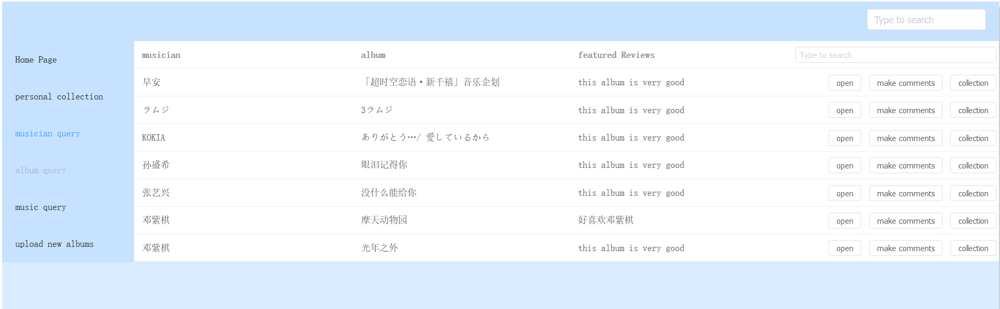 Type to search
Home Page
personal collection
musician query
album query
music query
upload new albums
musician album featured Reviews Type to search
早安 「超时空恋语·新千禧」音乐企划 this album is very good open make comments collection
ラムジ 3ラムジ this album is very good open make comments collection
KOKIA ありがとう…/ 愛しているから this album is very good open make comments collection
孙盛希 眼泪记得你 this album is very good open make comments collection
张艺兴 没什么能给你 this album is very good open make comments collection
邓紫棋 摩天动物园 好喜欢邓紫棋 open make comments collection
邓紫棋 光年之外 this album is very good open make comments collection